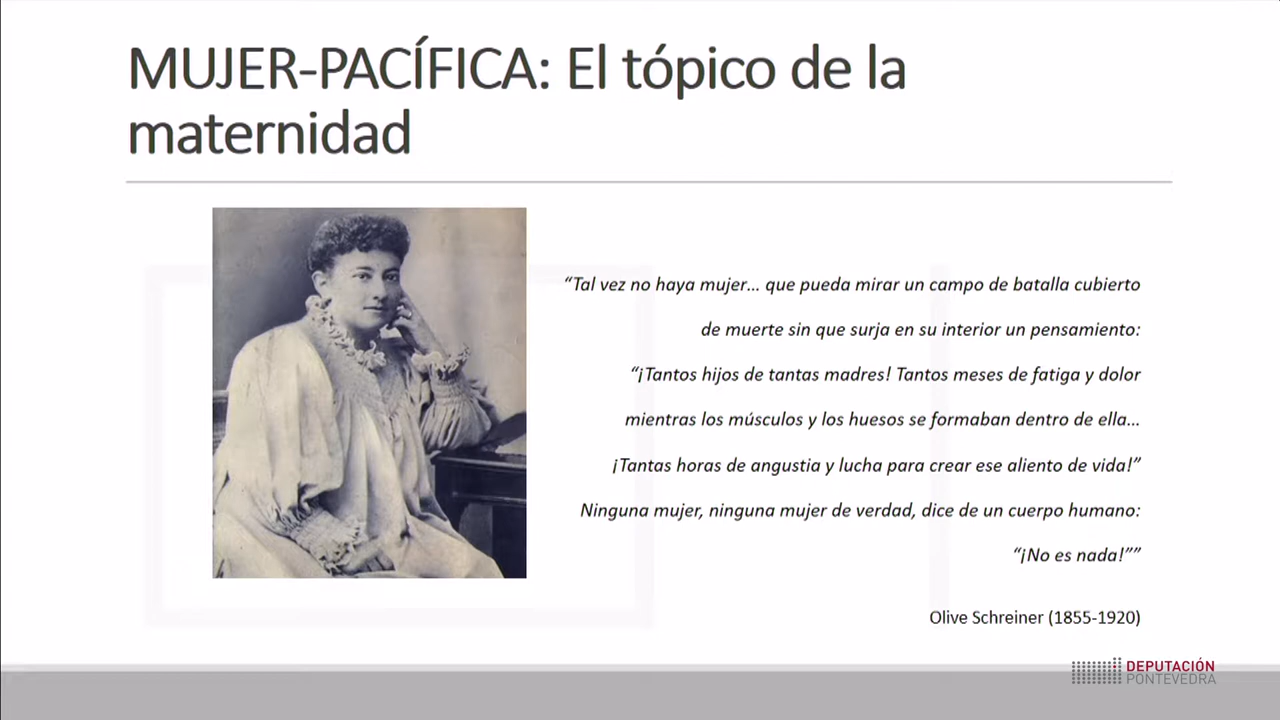 MUJER-PACÍFICA: El tópico de la
maternidad
“Tal vez no haya mujer... que pueda mirar un campo de batalla cubierto
de muerte sin que surja en su interior un pensamiento:
“¡Tantos hijos de tantas madres! Tantos meses de fatiga y dolor
mientras los músculos y los huesos se formaban dentro de ella...
¡Tantas horas de angustia y lucha para crear ese aliento de vida!”
Ninguna mujer, ninguna mujer de verdad, dice de un cuerpo humano:
“¡No es nada!””
Olive Schreiner (1855-1920)
DEPUTACIÓN
PONTEVEDRA